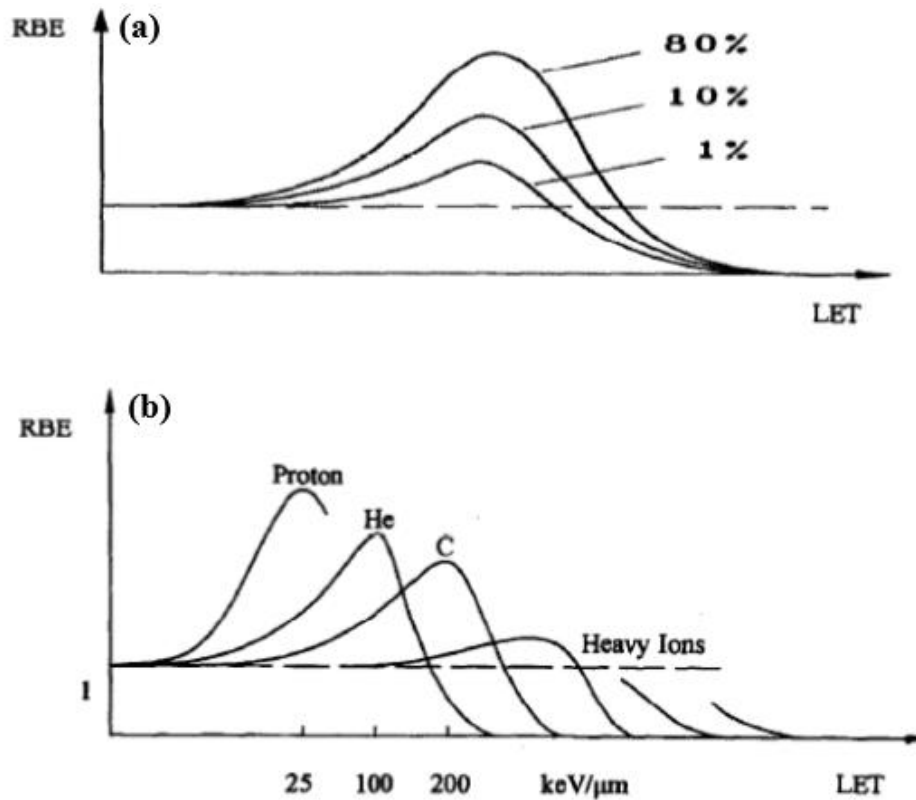 RBE (a)
80%
10%
1%
LET
(b)
RBE
Proton
He
C
Heavy Ions
1
25 100 200 keV/μm LET